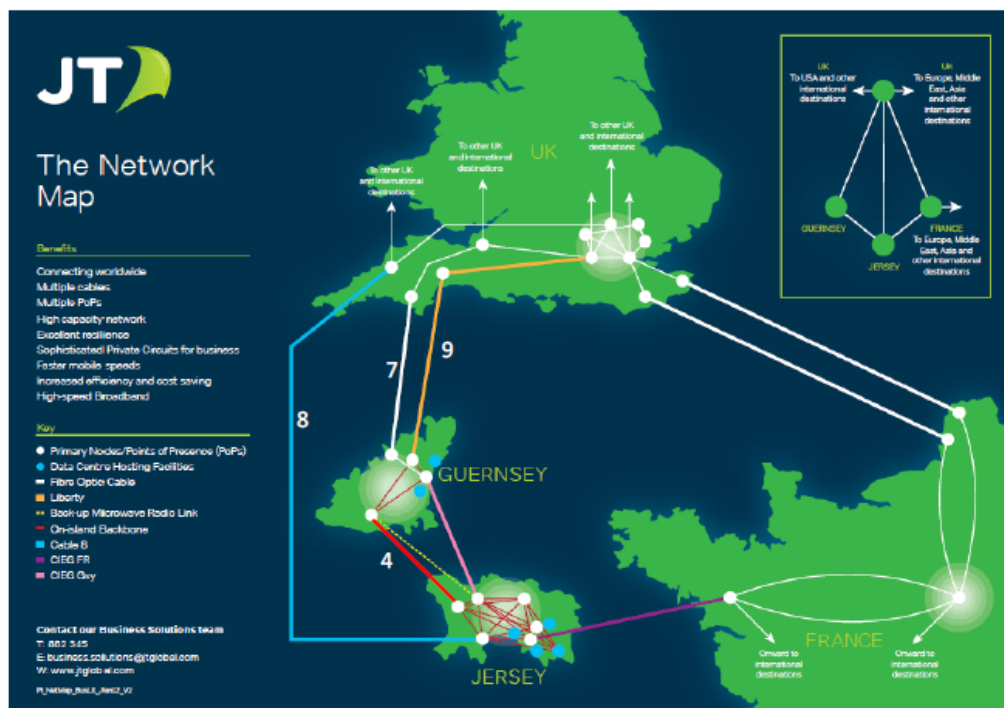 JT
The Network
Map
Benefits
Connecting worldwide
Multiple cables
Multiple PoPs
High capacity network
Excellent resilience
Sophisticated Private Circuits for business
Faster mobile speeds
Increased efficiency and cost saving
High-speed Broadband
Key
Primary Nodes/Points of Presence (PoPs)
Data Centre Hosting Facilities
Fibre Optic Cable
Liberty
Back-up Microwave Radio Link
On-island Backbone
Cable 8
CIEG FR
CIEG Gsy
Contact our Business Solutions team
T: 882 345
E: business.solutions@jtglobal.com
W: www.jtglobal.com
To other UK
and international
destinations
To other UK
and international
destinations
To other UK
and international
destinations
UK
7
9
8
4
GUERNSEY
JERSEY
FRANCE
Onward to
international
destinations
Onward to
international
destinations
UK
To USA and other
international
destinations
UK
To Europe, Middle
East, Asia
and other
international
destinations
GUERNSEY
FRANCE
To Europe, Middle
East, Asia and
other international
destinations
JERSEY